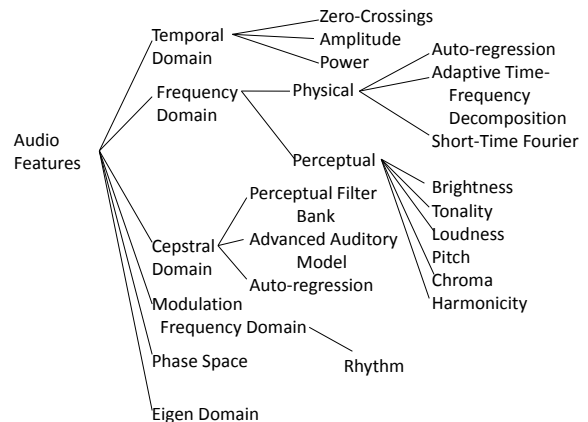 Audio
Features
Temporal
Domain
Zero-Crossings
Amplitude
Power
Frequency
Domain
Physical
Auto-regression
Adaptive Time-
Frequency
Decomposition
Short-Time Fourier
Perceptual
Brightness
Tonality
Loudness
Pitch
Chroma
Harmonicity
Cepstral
Domain
Perceptual Filter
Bank
Advanced Auditory
Model
Auto-regression
Modulation
Frequency Domain
Rhythm
Phase Space
Eigen Domain